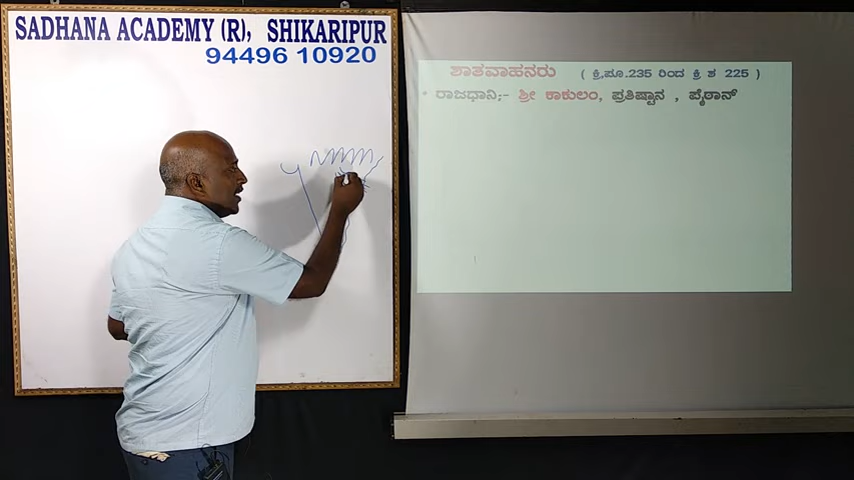 SADHANA ACADEMY (R), SHIKARIPUR
94496 10920
ಶಾತವಾಹನರು ( ಕ್ರಿ.ಪೂ.235 ರಿಂದ ಕ್ರಿ ಶ 225 )
* ರಾಜಧಾನಿ;- ಶ್ರೀ ಕಾಕುಲಂ, ಪ್ರತಿಷ್ಟಾನ , ಪೈಠಾನ್